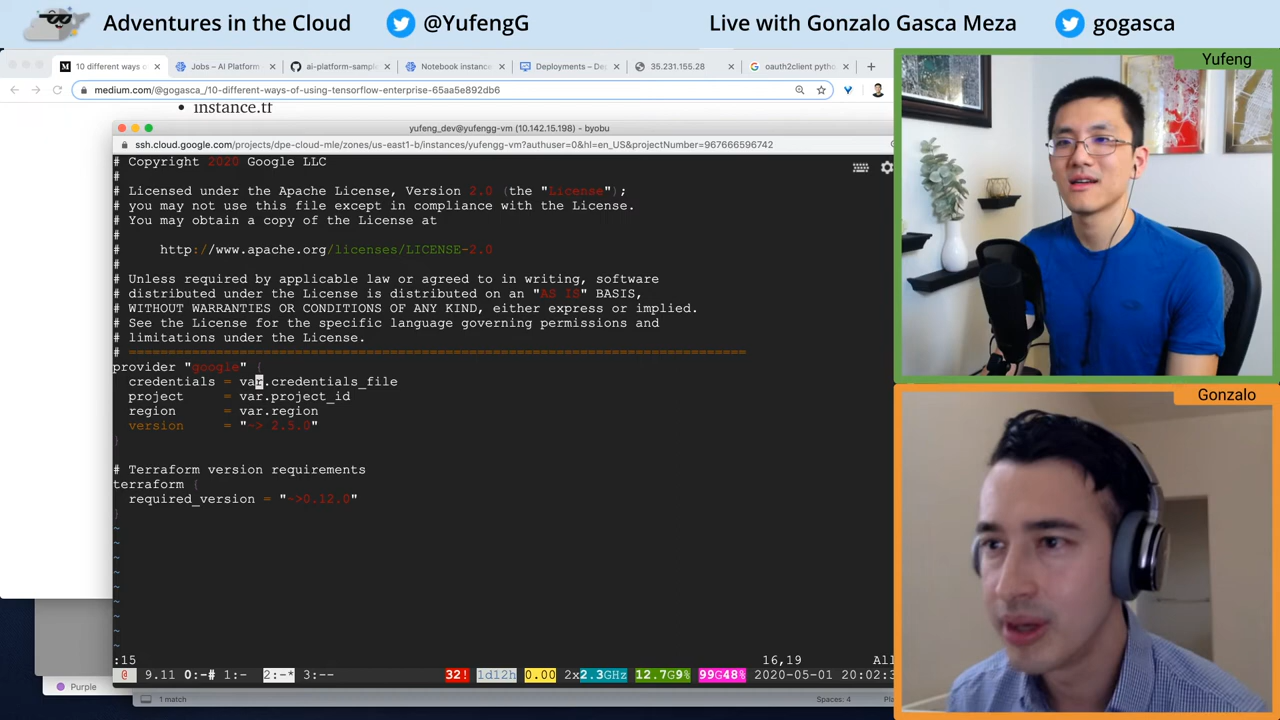 Adventures in the Cloud
@YufengG
Live with Gonzalo Gasca Meza
gogasca
10 different ways o
Jobs – AI Platform
ai-platform-sample
Notebook instance
Deployments – De
35.231.155.28
oauth2client pyth
medium.com/@gogasca_/10-different-ways-of-using-tensorflow-enterprise-65aa5e892db6
instance.tf
yufeng_dev@yufengg-vm (10.142.15.198) - byobu
ssh.cloud.google.com/projects/dpe-cloud-mle/zones/us-east1-b/instances/yufengg-vm?authuser=0&hl=en_US&projectNumber=967666596742
# Copyright 2020 Google LLC
#
# Licensed under the Apache License, Version 2.0 (the "License");
# you may not use this file except in compliance with the License.
# You may obtain a copy of the License at
#
#     http://www.apache.org/licenses/LICENSE-2.0
#
# Unless required by applicable law or agreed to in writing, software
# distributed under the License is distributed on an "AS IS" BASIS,
# WITHOUT WARRANTIES OR CONDITIONS OF ANY KIND, either express or implied.
# See the License for the specific language governing permissions and
# limitations under the License.
# ==============================================================================
provider "google" {
  credentials = var.credentials_file
  project     = var.project_id
  region      = var.region
  version     = "~> 2.5.0"
}
# Terraform version requirements
terraform {
  required_version = "~>0.12.0"
}
~
~
~
~
~
~
~
~
:15
16,19
All
@ 9.11 0:-# 1:- 2:-* 3:-- 32! 1d12h 0.00 2x2.3GHz 12.7G9% 99G48% 2020-05-01 20:02:3
Purple
1 match
Spaces: 4
Pla
Yufeng
Gonzalo